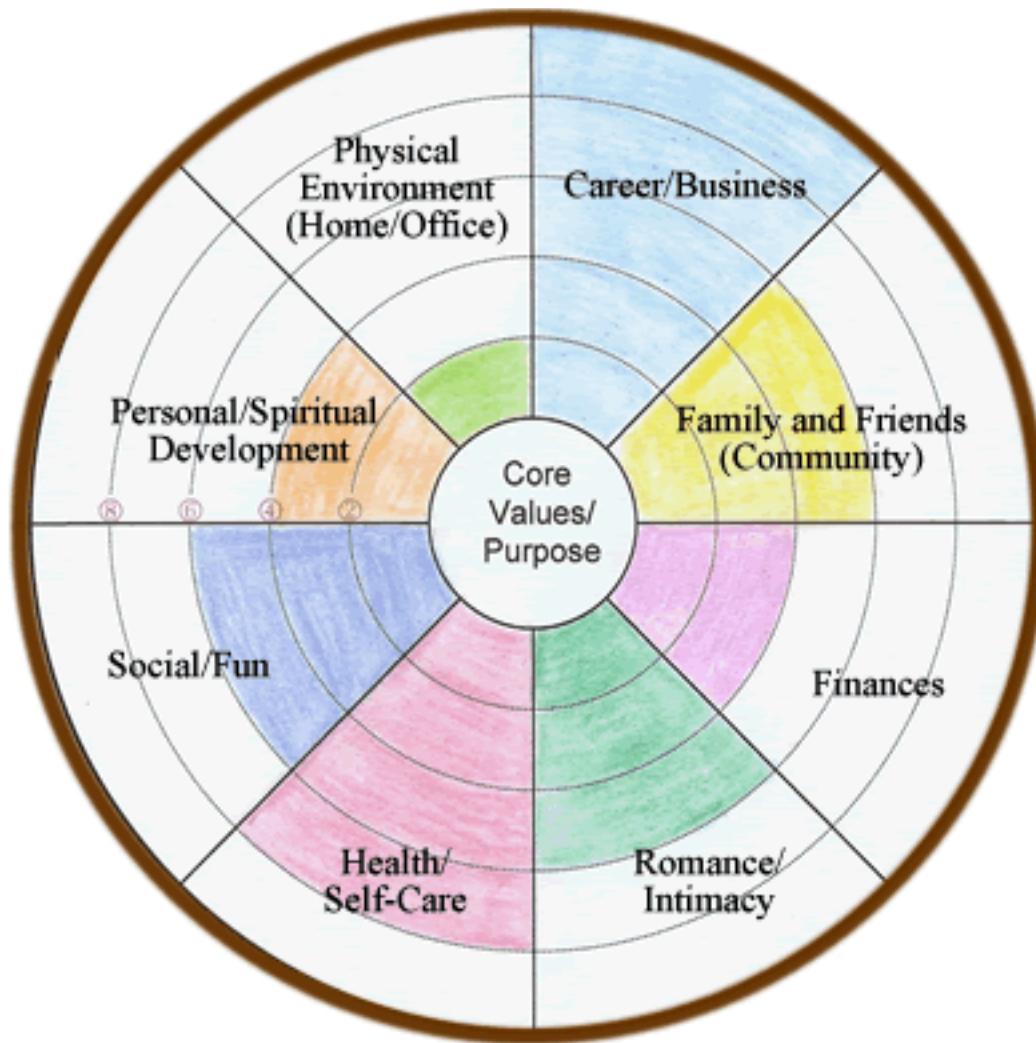 Physical
Environment
(Home/Office)
Career/Business
Personal/Spiritual
Development
Family and Friends
(Community)
Core
Values/
Purpose
⑧ ⑥ ④ ②
Social/Fun
Finances
Health/
Self-Care
Romance/
Intimacy